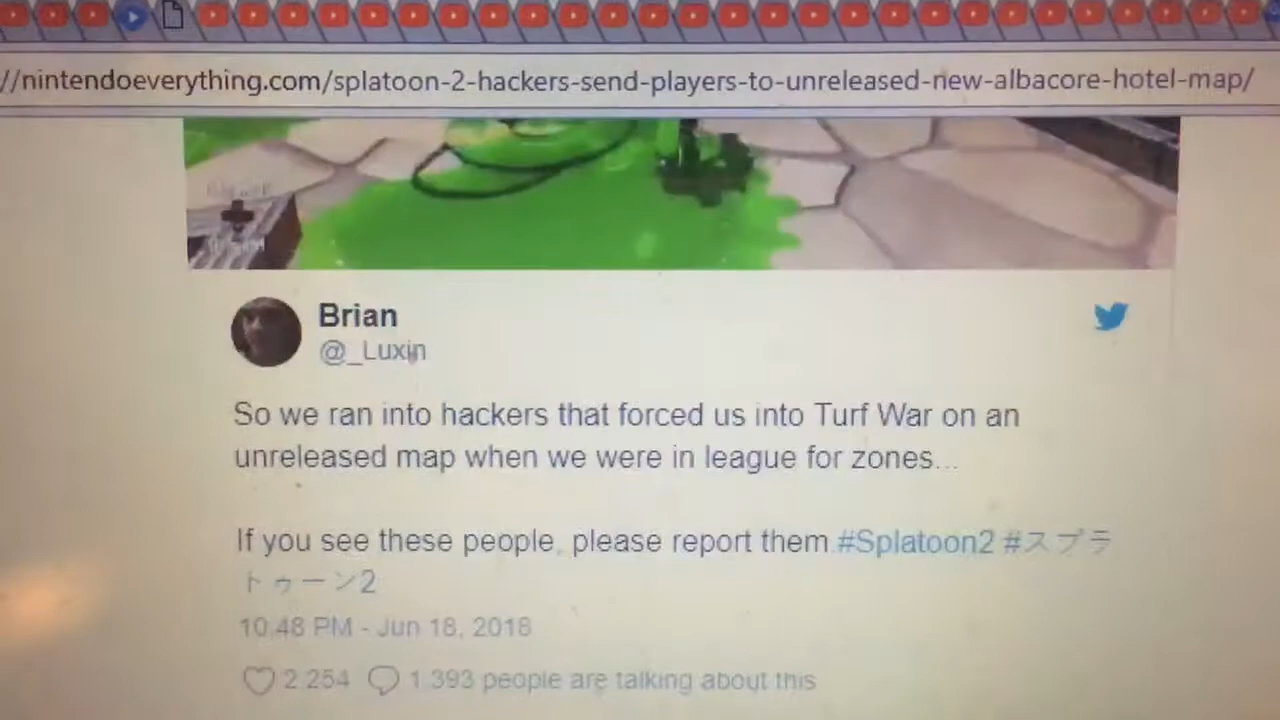 //nintendoeverything.com/splatoon-2-hackers-send-players-to-unreleased-new-albacore-hotel-map/
Brian
@_Luxin
So we ran into hackers that forced us into Turf War on an
unreleased map when we were in league for zones...
If you see these people, please report them #Splatoon2 #スプラ
トゥーン2
10:48 PM - Jun 18, 2018
2,254 1,393 people are talking about this